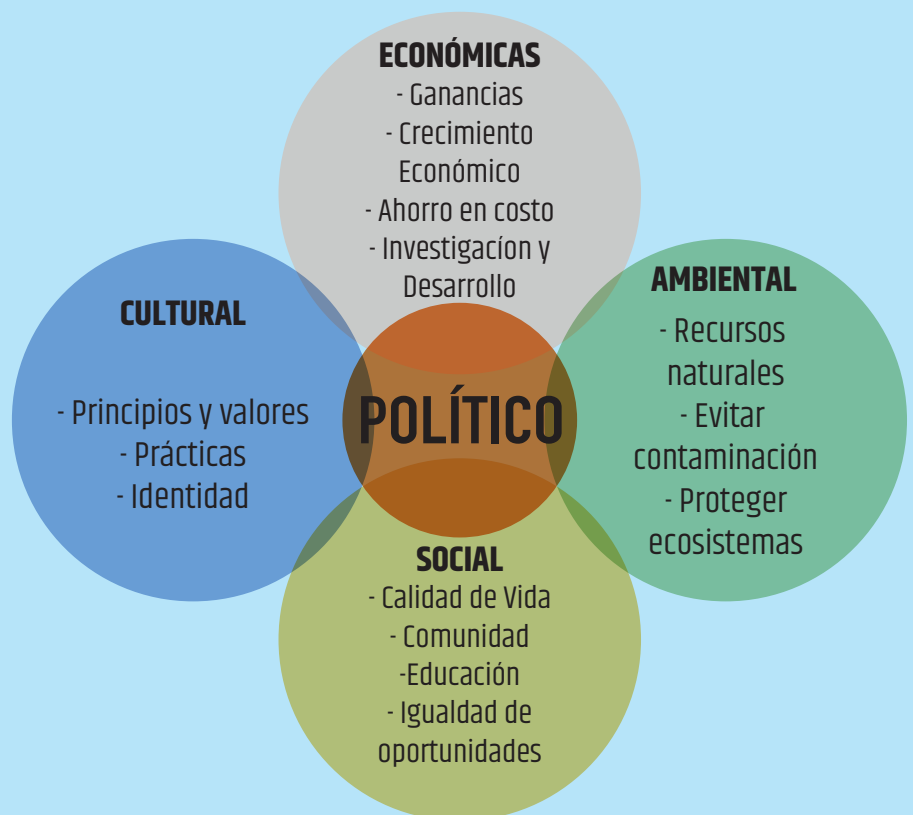 ECONÓMICAS
- Ganancias
- Crecimiento
Económico
- Ahorro en costo
- Investigacíon y
Desarrollo
CULTURAL
- Principios y valores
- Prácticas
- Identidad
POLÍTICO
AMBIENTAL
- Recursos
naturales
- Evitar
contaminación
- Proteger
ecosistemas
SOCIAL
- Calidad de Vida
- Comunidad
-Educación
- Igualdad de
oportunidades